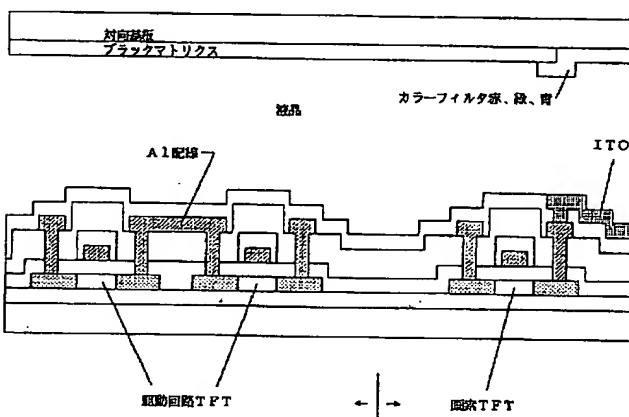 対向基板
ブラックマトリクス
カラーフィルタ赤、緑、青
液晶
Al配線
ITO
駆動回路TFT
画素TFT